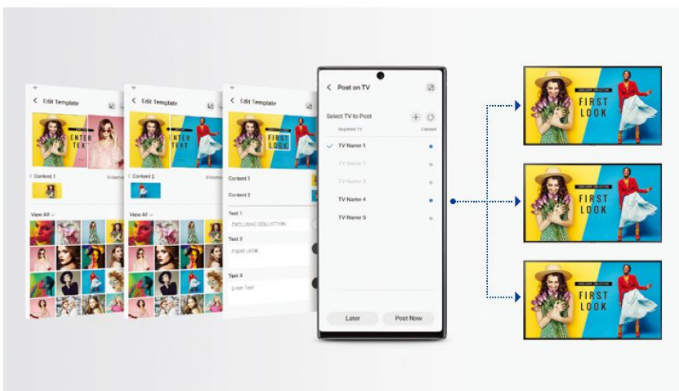 Edit Template
ENTER
TEXT
Content 1
View All
Edit Template
ENTER
TEXT
Content 2
View All
Edit Template
FIRST
LOOK
Content 1
Content 2
Text 1
EXCLUSIVE COLLECTION
Text 2
FIRST LOOK
Text 3
Enter Text
Post on TV
Select TV to Post
Registered TV
Connect
TV Name 1
TV Name 2
TV Name 3
TV Name 4
TV Name 5
Later
Post Now
FIRST
LOOK
FIRST
LOOK
FIRST
LOOK